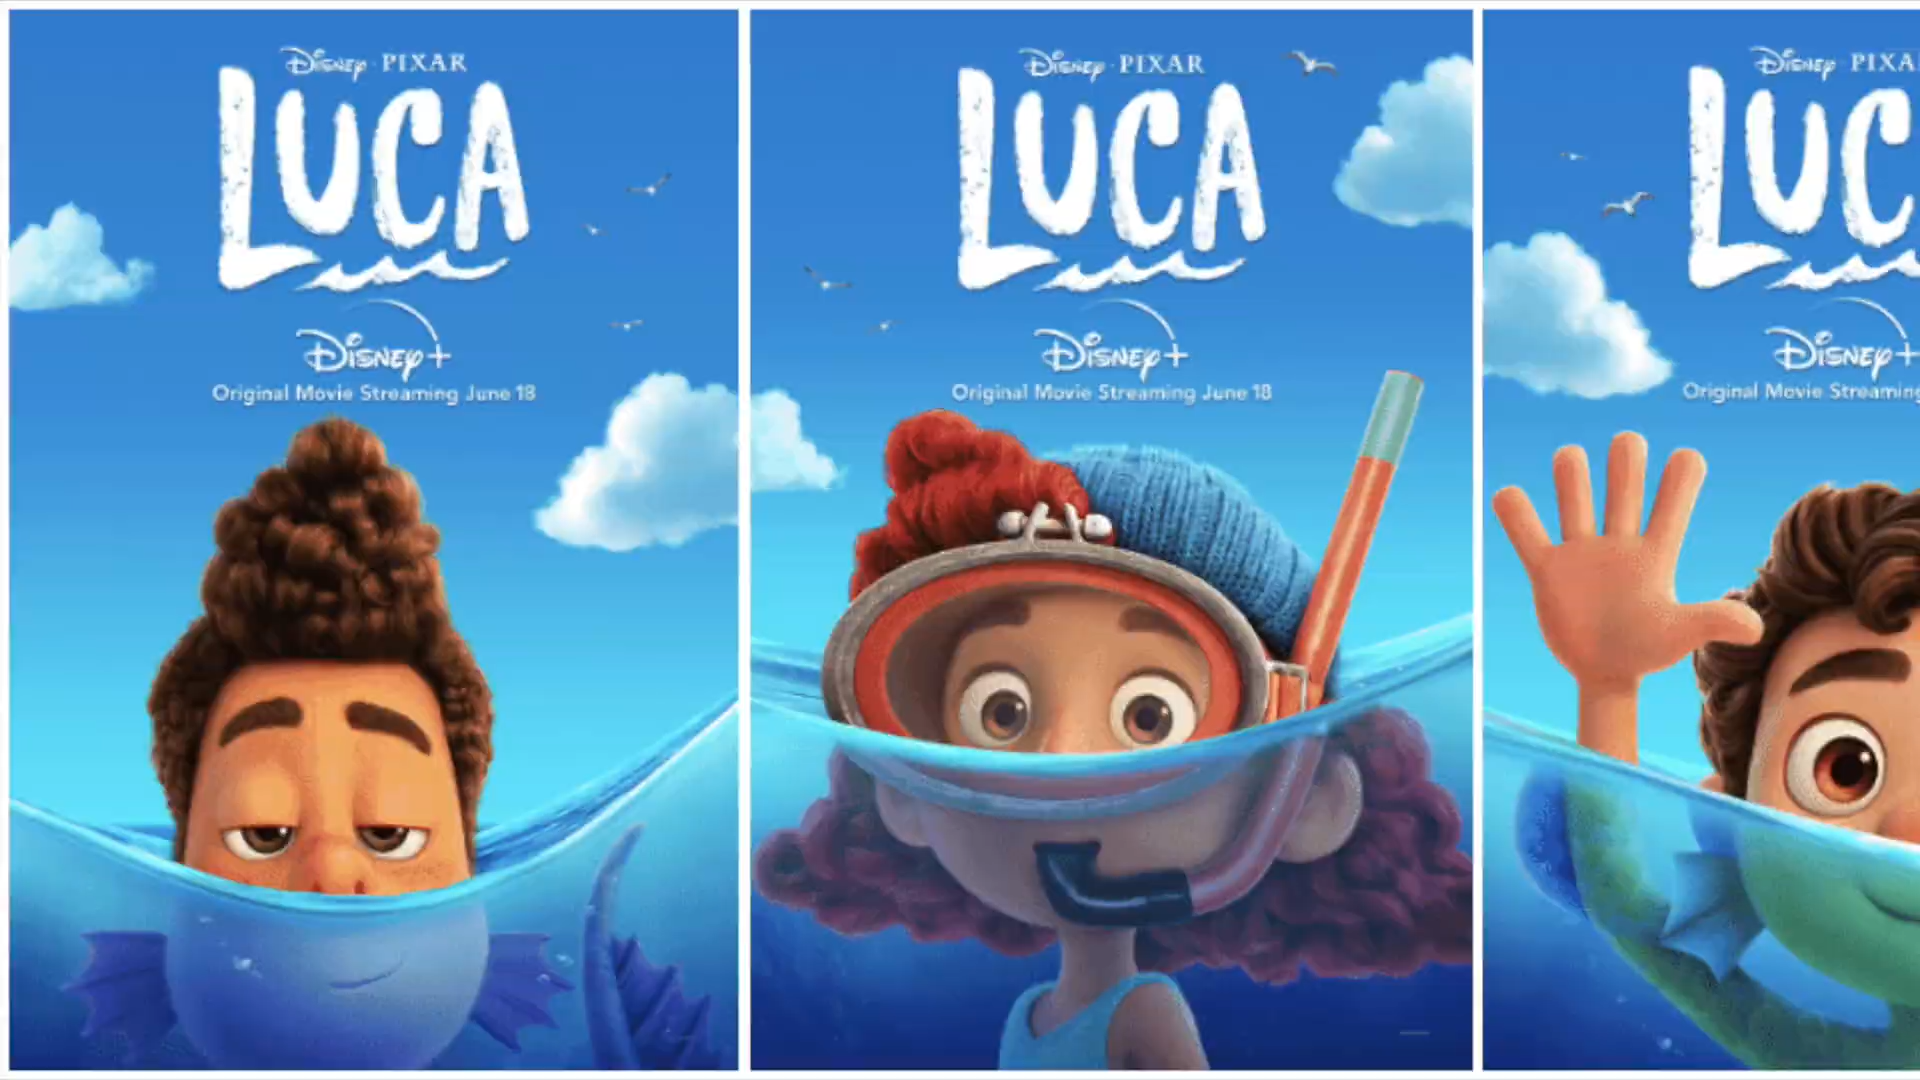 Disney · PIXAR
LUCA
Disney+
Original Movie Streaming June 18
Disney · PIXAR
LUCA
Disney+
Original Movie Streaming June 18
Disney PIXA
LUC
Disney+
Original Movie Streaming